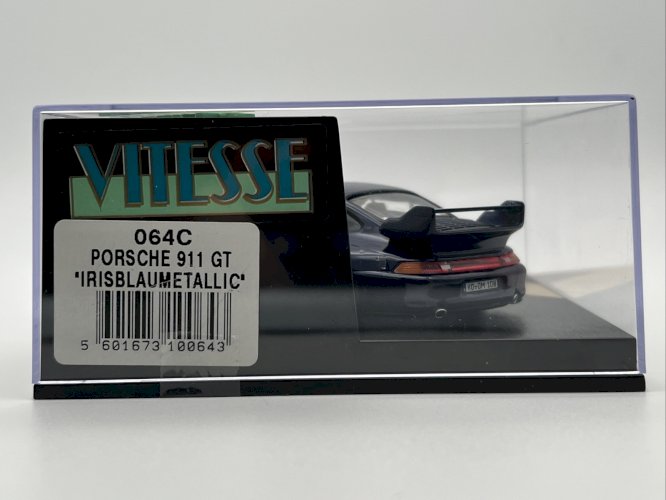 VITESSE
064C
PORSCHE 911 GT
"IRISBLAUMETALLIC"
5 601673 100643